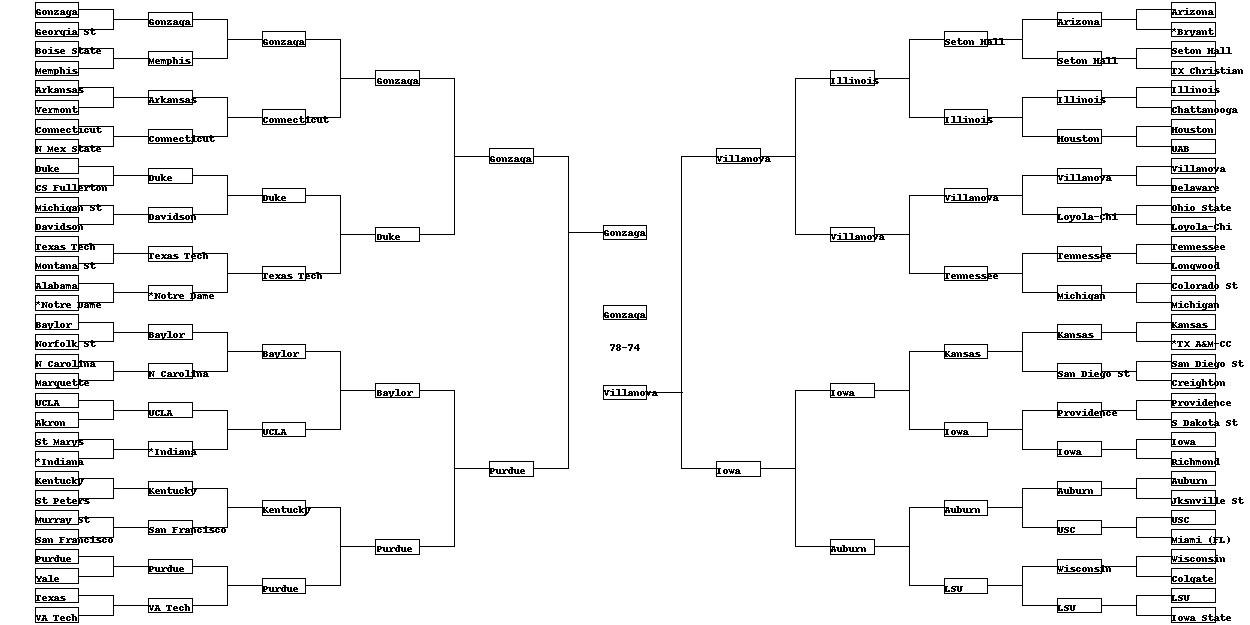 Gonzaga
Georgia St
Boise State
Memphis
Arkansas
Vermont
Connecticut
N Mex State
Duke
CS Fullerton
Michigan St
Davidson
Texas Tech
Montana St
Alabama
*Notre Dame
Baylor
Norfolk St
N Carolina
Marquette
UCLA
Akron
St Marys
*Indiana
Kentucky
St Peters
Murray St
San Francisco
Purdue
Yale
Texas
VA Tech
Gonzaga
Memphis
Arkansas
Connecticut
Duke
Davidson
Texas Tech
*Notre Dame
Baylor
N Carolina
UCLA
*Indiana
Kentucky
San Francisco
Purdue
VA Tech
Gonzaga
Connecticut
Duke
Texas Tech
Baylor
UCLA
Kentucky
Purdue
Gonzaga
Duke
Baylor
Purdue
Gonzaga
Purdue
Gonzaga
Gonzaga
78-74
Villanova
Villanova
Iowa
Illinois
Villanova
Iowa
Auburn
Seton Hall
Illinois
Villanova
Tennessee
Kansas
Iowa
Auburn
LSU
Arizona
Seton Hall
Illinois
Houston
Villanova
Loyola-Chi
Tennessee
Michigan
Kansas
San Diego St
Providence
Iowa
Auburn
USC
Wisconsin
LSU
Arizona
*Bryant
Seton Hall
TX Christian
Illinois
Chattanooga
Houston
UAB
Villanova
Delaware
Ohio State
Loyola-Chi
Tennessee
Longwood
Colorado St
Michigan
Kansas
*TX A&M-CC
San Diego St
Creighton
Providence
S Dakota St
Iowa
Richmond
Auburn
Jksnville St
USC
Miami (FL)
Wisconsin
Colgate
LSU
Iowa State